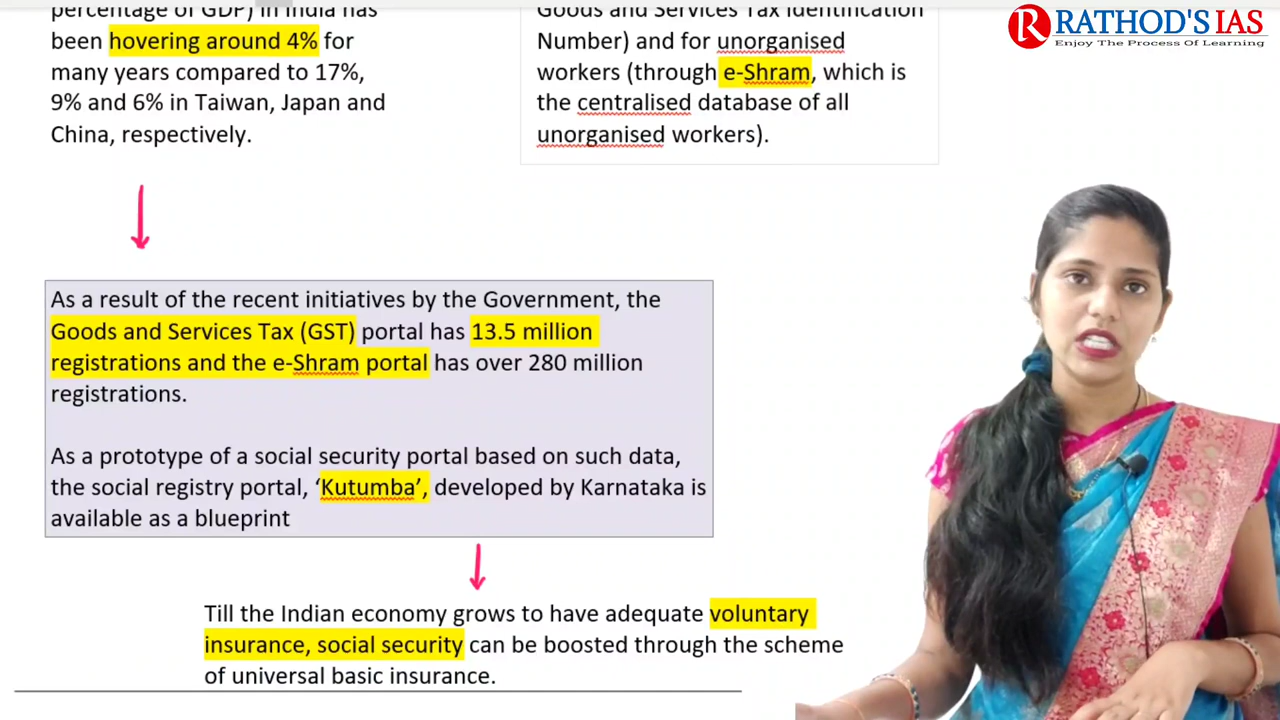 percentage of GDP) in India has
been hovering around 4% for
many years compared to 17%,
9% and 6% in Taiwan, Japan and
China, respectively.
Goods and Services Tax Identification
Number) and for unorganised
workers (through e-Shram, which is
the centralised database of all
unorganised workers).
RATHOD'S IAS
Enjoy The Process Of Learning
As a result of the recent initiatives by the Government, the
Goods and Services Tax (GST) portal has 13.5 million
registrations and the e-Shram portal has over 280 million
registrations.
As a prototype of a social security portal based on such data,
the social registry portal, ‘Kutumba’, developed by Karnataka is
available as a blueprint
Till the Indian economy grows to have adequate voluntary
insurance, social security can be boosted through the scheme
of universal basic insurance.